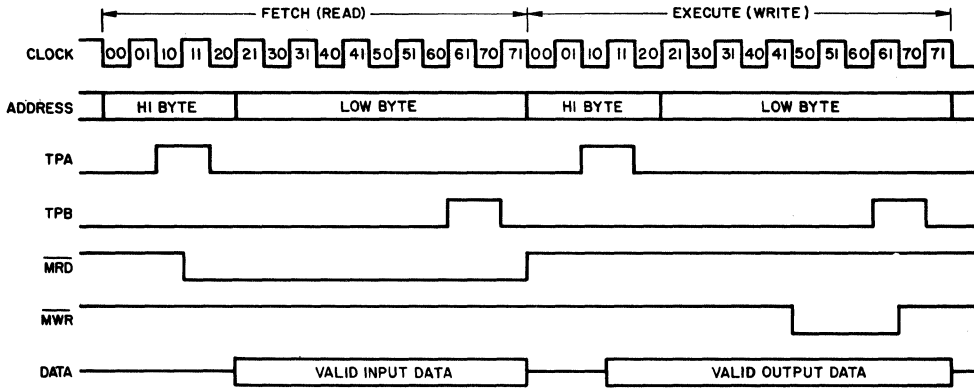 FETCH (READ) EXECUTE (WRITE)
CLOCK 00 01 10 11 20 21 30 31 40 41 50 51 60 61 70 71 00 01 10 11 20 21 30 31 40 41 50 51 60 61 70 71
ADDRESS HI BYTE LOW BYTE HI BYTE LOW BYTE
TPA
TPB
MRD
MWR
DATA VALID INPUT DATA VALID OUTPUT DATA